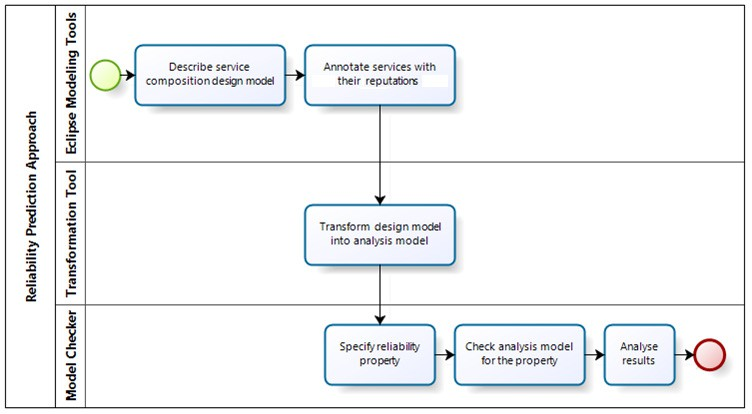 Reliability Prediction Approach
Eclipse Modeling Tools
Describe service
composition design model
Annotate services with
their reputations
Transformation Tool
Transform design model
into analysis model
Model Checker
Specify reliability
property
Check analysis model
for the property
Analyse
results